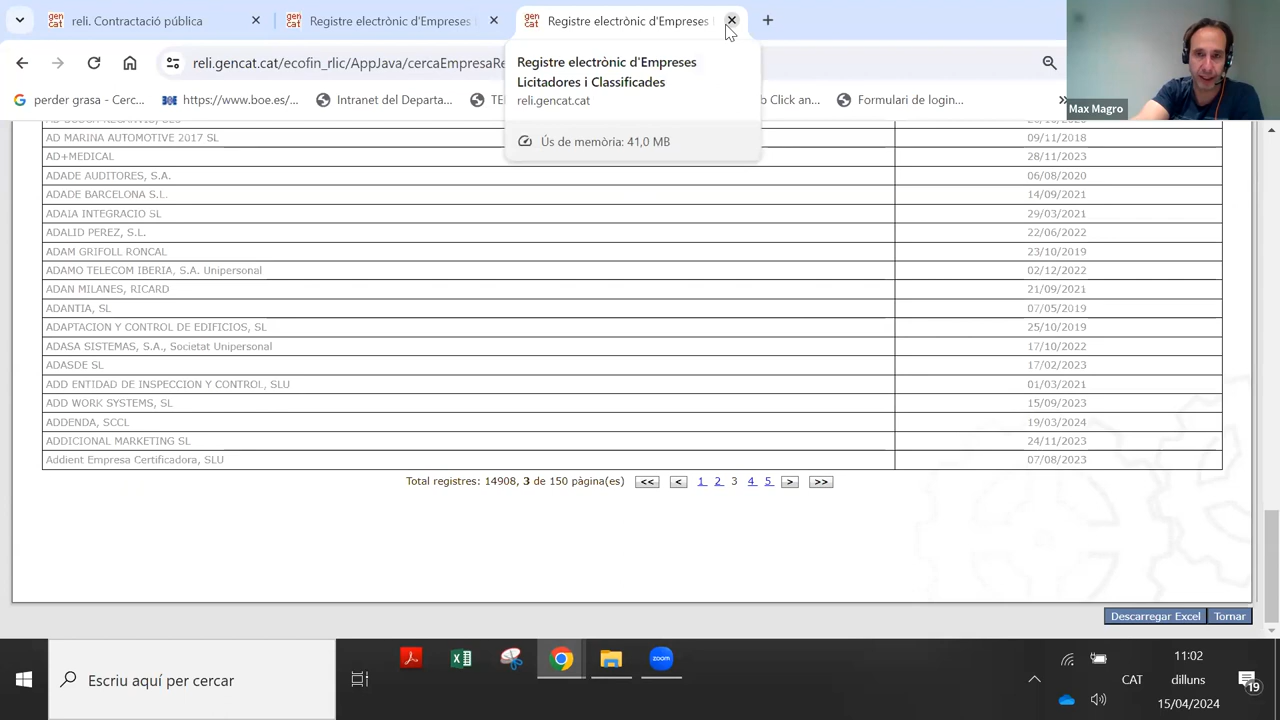 reli. Contractació pública
Registre electrònic d'Empreses
Registre electrònic d'Empreses
reli.gencat.cat/ecofin_rlic/AppJava/cercaEmpresaRe
Registre electrònic d'Empreses
Licitadores i Classificades
reli.gencat.cat
Ús de memòria: 41,0 MB
perder grasa - Cerc...
https://www.boe.es/...
Intranet del Departa...
b Click an...
Formulari de login...
Max Magro
AD MARINA AUTOMOTIVE 2017 SL 09/11/2018
AD+MEDICAL 28/11/2023
ADADE AUDITORES, S.A. 06/08/2020
ADADE BARCELONA S.L. 14/09/2021
ADAIA INTEGRACIO SL 29/03/2021
ADALID PEREZ, S.L. 22/06/2022
ADAM GRIFOLL RONCAL 23/10/2019
ADAMO TELECOM IBERIA, S.A. Unipersonal 02/12/2022
ADAN MILANES, RICARD 21/09/2021
ADANTIA, SL 07/05/2019
ADAPTACION Y CONTROL DE EDIFICIOS, SL 25/10/2019
ADASA SISTEMAS, S.A., Societat Unipersonal 17/10/2022
ADASDE SL 17/02/2023
ADD ENTIDAD DE INSPECCION Y CONTROL, SLU 01/03/2021
ADD WORK SYSTEMS, SL 15/09/2023
ADDENDA, SCCL 19/03/2024
ADDICIONAL MARKETING SL 24/11/2023
Addient Empresa Certificadora, SLU 07/08/2023
Total registres: 14908, 3 de 150 pàgina(es) << < 1 2 3 4 5 > >>
Descarregar Excel Tornar
Escriu aquí per cercar
zoom
CAT
11:02
dilluns
15/04/2024
19